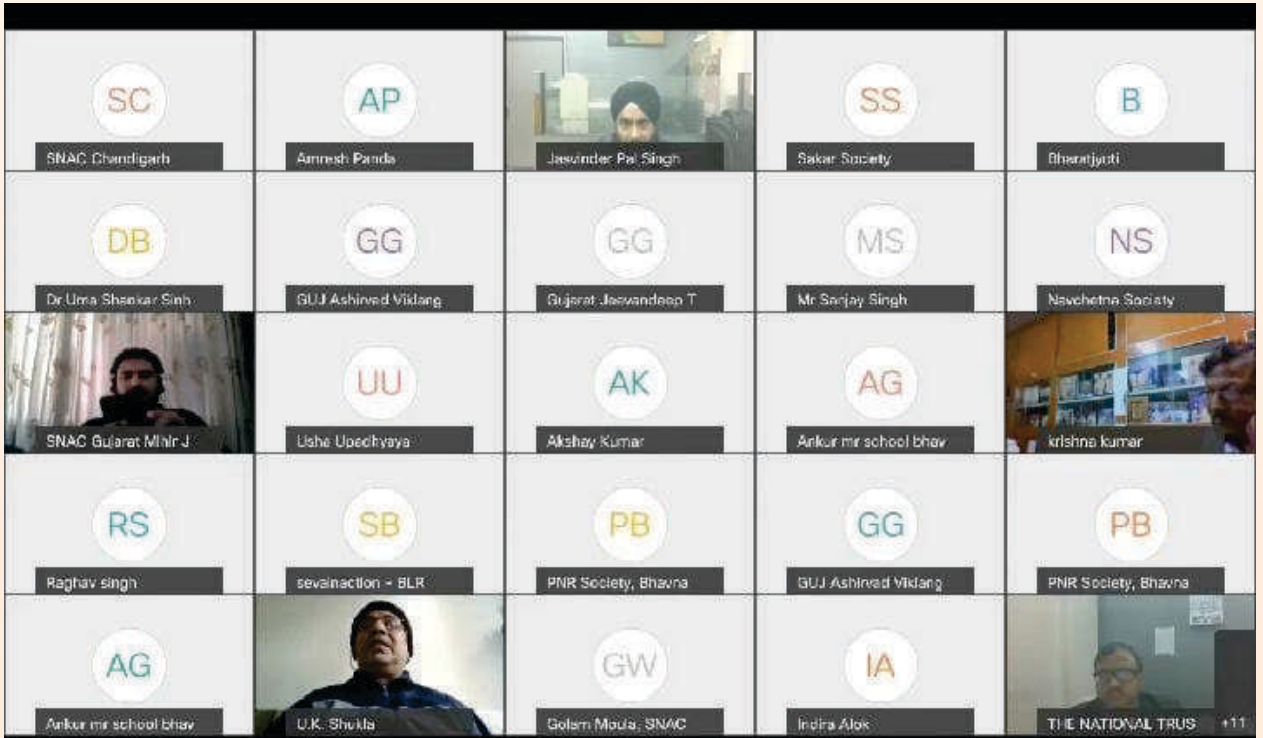 SC
SNAC Chandigarh
AP
Amresh Panda
Jasvinder Pal Singh
SS
Sakar Society
B
Bharatjyoti
DB
Dr Uma Shankar Sinh
GG
GUJ Ashirvad Viklang
GG
Gujarat Jeevandeep T
MS
Mr Sanjay Singh
NS
Navchetna Society
SNAC Gujarat Mihir J
UU
Usha Upadhyaya
AK
Akshay Kumar
AG
Ankur mr school bhav
krishna kumar
RS
Raghav singh
SB
sevainaction - BLR
PB
PNR Society, Bhavna
GG
GUJ Ashirvad Viklang
PB
PNR Society, Bhavna
AG
Ankur mr school bhav
U.K. Shukla
GW
Golam Moula, SNAC
IA
Indira Alok
THE NATIONAL TRUS
+11